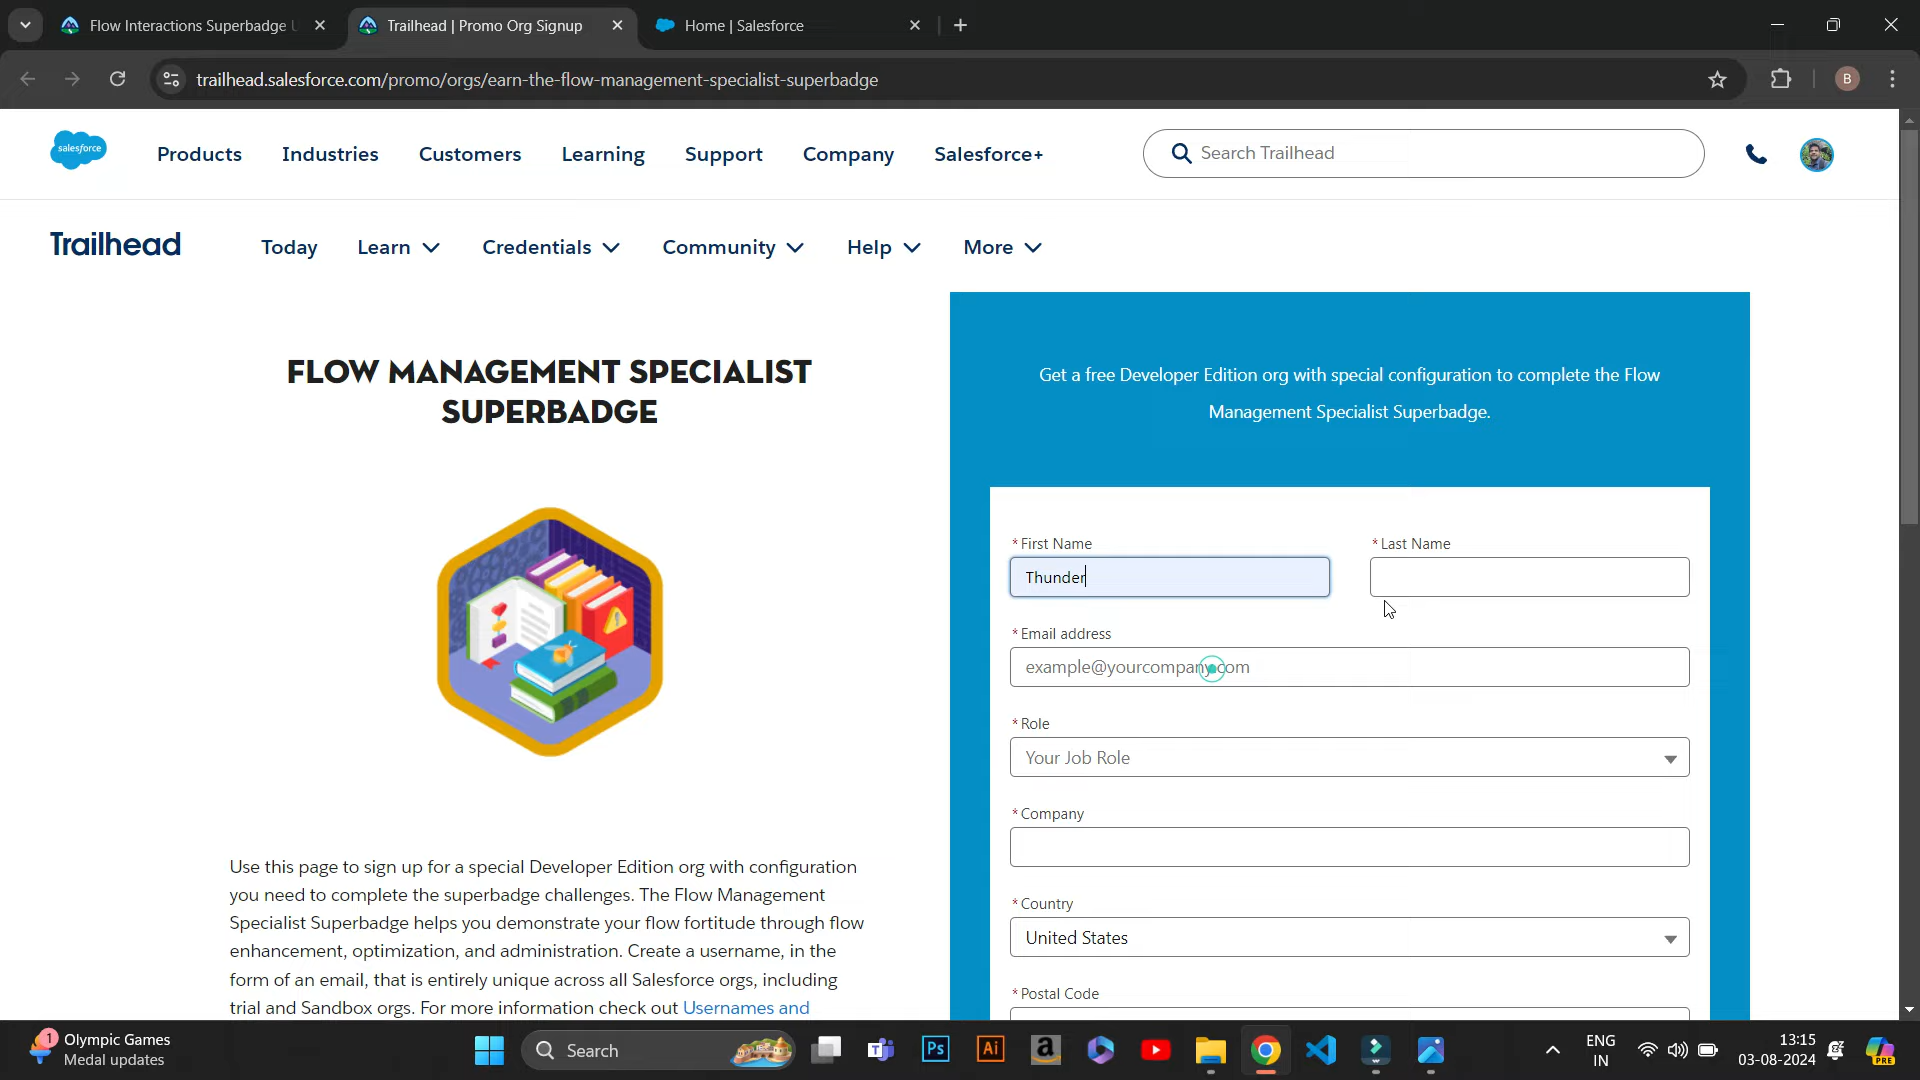 Flow Interactions Superbadge U
Trailhead | Promo Org Signup
Home | Salesforce
trailhead.salesforce.com/promo/orgs/earn-the-flow-management-specialist-superbadge
B
salesforce
Products
Industries
Customers
Learning
Support
Company
Salesforce+
Search Trailhead
Trailhead
Today
Learn
Credentials
Community
Help
More
FLOW MANAGEMENT SPECIALIST
SUPERBADGE
Use this page to sign up for a special Developer Edition org with configuration
you need to complete the superbadge challenges. The Flow Management
Specialist Superbadge helps you demonstrate your flow fortitude through flow
enhancement, optimization, and administration. Create a username, in the
form of an email, that is entirely unique across all Salesforce orgs, including
trial and Sandbox orgs. For more information check out Usernames and
Get a free Developer Edition org with special configuration to complete the Flow
Management Specialist Superbadge.
* First Name
* Last Name
Thunder
* Email address
example@yourcompany.com
* Role
Your Job Role
* Company
* Country
United States
* Postal Code
1
Olympic Games
Medal updates
Search
Ps
Ai
a
ENG
IN
13:15
03-08-2024
PRE